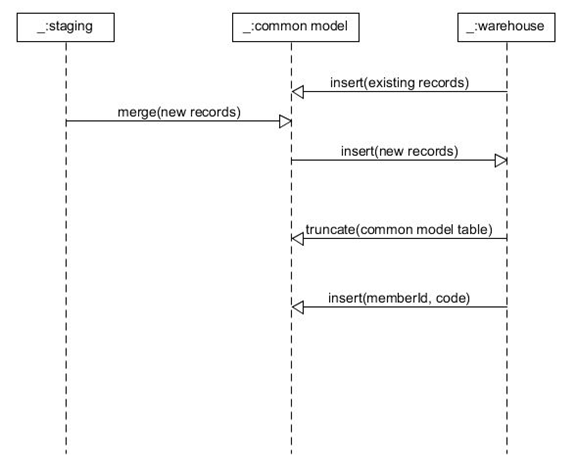 _:staging
_:common model
_:warehouse
insert(existing records)
merge(new records)
insert(new records)
truncate(common model table)
insert(memberId, code)